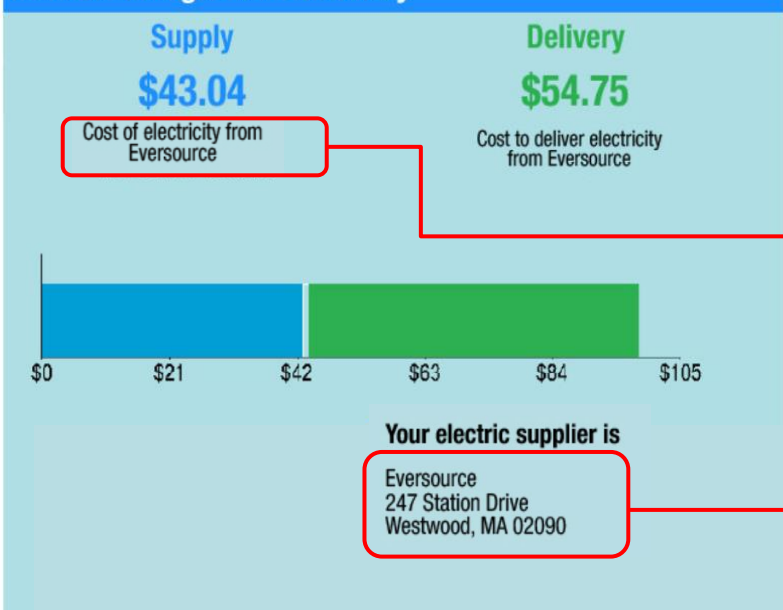 Supply
Delivery
$43.04
$54.75
Cost of electricity from
Eversource
Cost to deliver electricity
from Eversource
$0 $21 $42 $63 $84 $105
Your electric supplier is
Eversource
247 Station Drive
Westwood, MA 02090